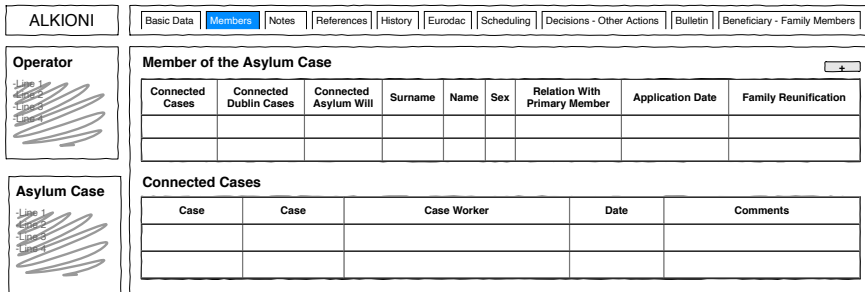 ALKIONI
Basic Data Members Notes References History Eurodac Scheduling Decisions - Other Actions Bulletin Beneficiary - Family Members
Operator
-Line 1
-Line 2
-Line 3
-Line 4
Member of the Asylum Case
+
Connected Cases Connected Dublin Cases Connected Asylum Will Surname Name Sex Relation With Primary Member Application Date Family Reunification
Asylum Case
-Line 1
-Line 2
-Line 3
-Line 4
Connected Cases
Case Case Case Worker Date Comments